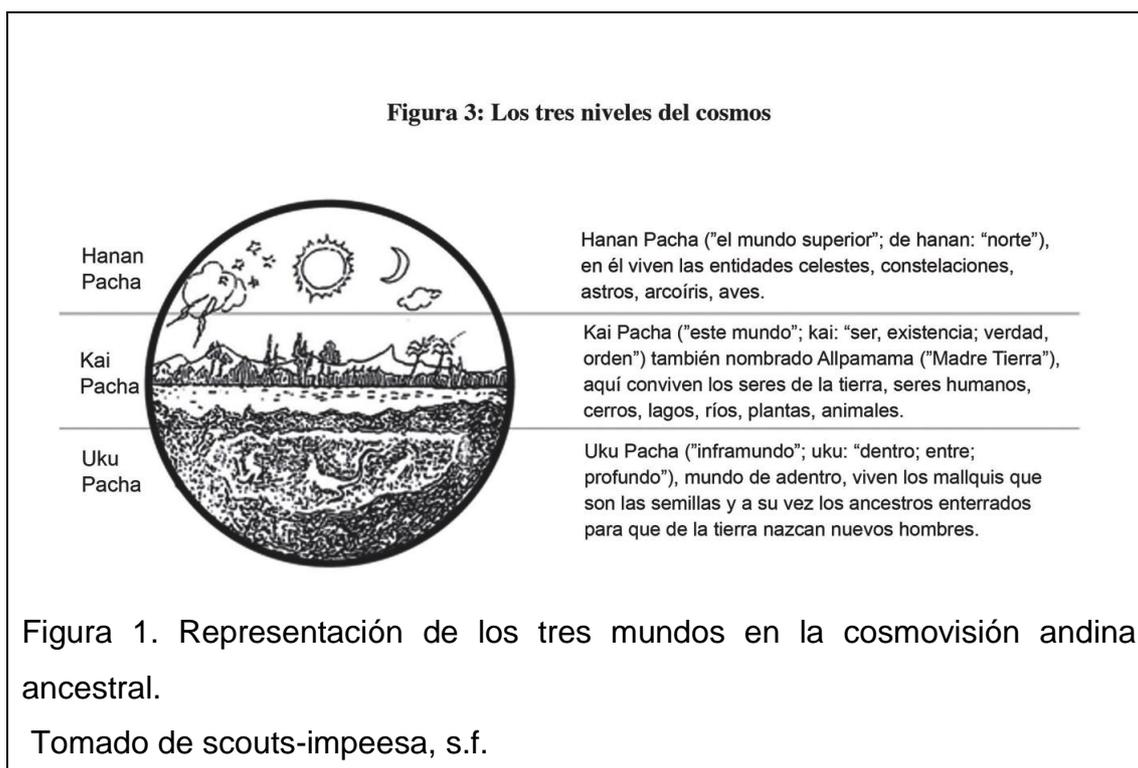 Figura 3: Los tres niveles del cosmos
Hanan
Pacha
Hanan Pacha ("el mundo superior"; de hanan: "norte"),
en él viven las entidades celestes, constelaciones,
astros, arcoíris, aves.
Kai
Pacha
Kai Pacha ("este mundo"; kai: "ser, existencia; verdad,
orden") también nombrado Allpamama ("Madre Tierra"),
aquí conviven los seres de la tierra, seres humanos,
cerros, lagos, ríos, plantas, animales.
Uku
Pacha
Uku Pacha ("inframundo"; uku: "dentro; entre;
profundo"), mundo de adentro, viven los mallquis que
son las semillas y a su vez los ancestros enterrados
para que de la tierra nazcan nuevos hombres.
Figura 1. Representación de los tres mundos en la cosmovisión andina
ancestral.
Tomado de scouts-impeesa, s.f.